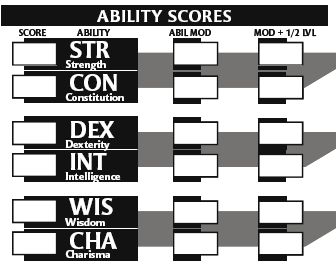 ABILITY SCORES
SCORE ABILITY ABIL MOD MOD + 1/2 LVL
STR
Strength
CON
Constitution
DEX
Dexterity
INT
Intelligence
WIS
Wisdom
CHA
Charisma